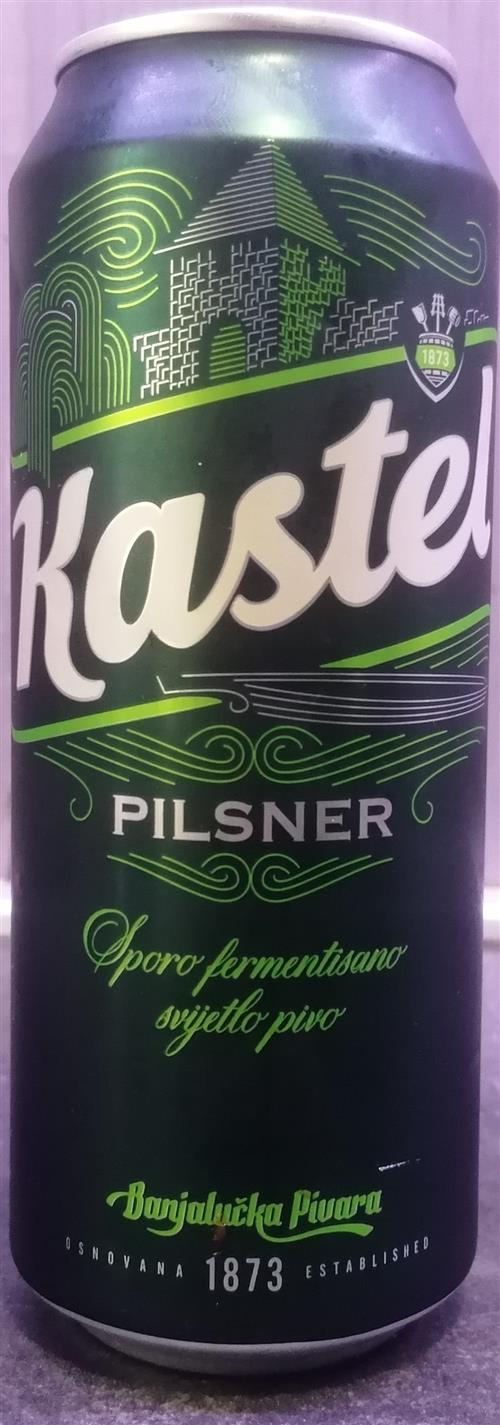 1873
Kastel
PILSNER
Sporo fermentisano
svijetlo pivo
Banjalučka Pivara
OSNOVANA 1873 ESTABLISHED